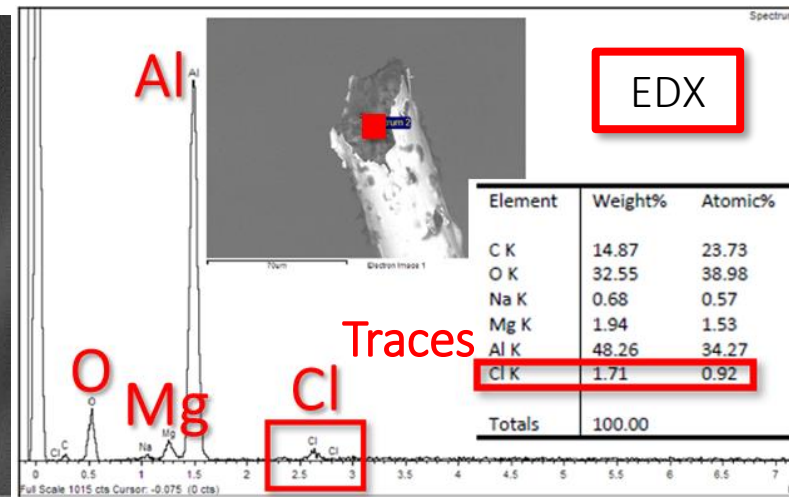 Spectrum
EDX
Al
Al
trum 2
70µm
Electron Image 1
Element Weight% Atomic%
C K 14.87 23.73
O K 32.55 38.98
Na K 0.68 0.57
Mg K 1.94 1.53
Al K 48.26 34.27
Cl K 1.71 0.92
Totals 100.00
Traces
O
O
Mg
Mg
Cl
Cl
Cl
Cl
C
Na
0 0.5 1 1.5 2 2.5 3 3.5 4 4.5 5 5.5 6 6.5 7
Full Scale 1015 cts Cursor: -0.075 (0 cts)